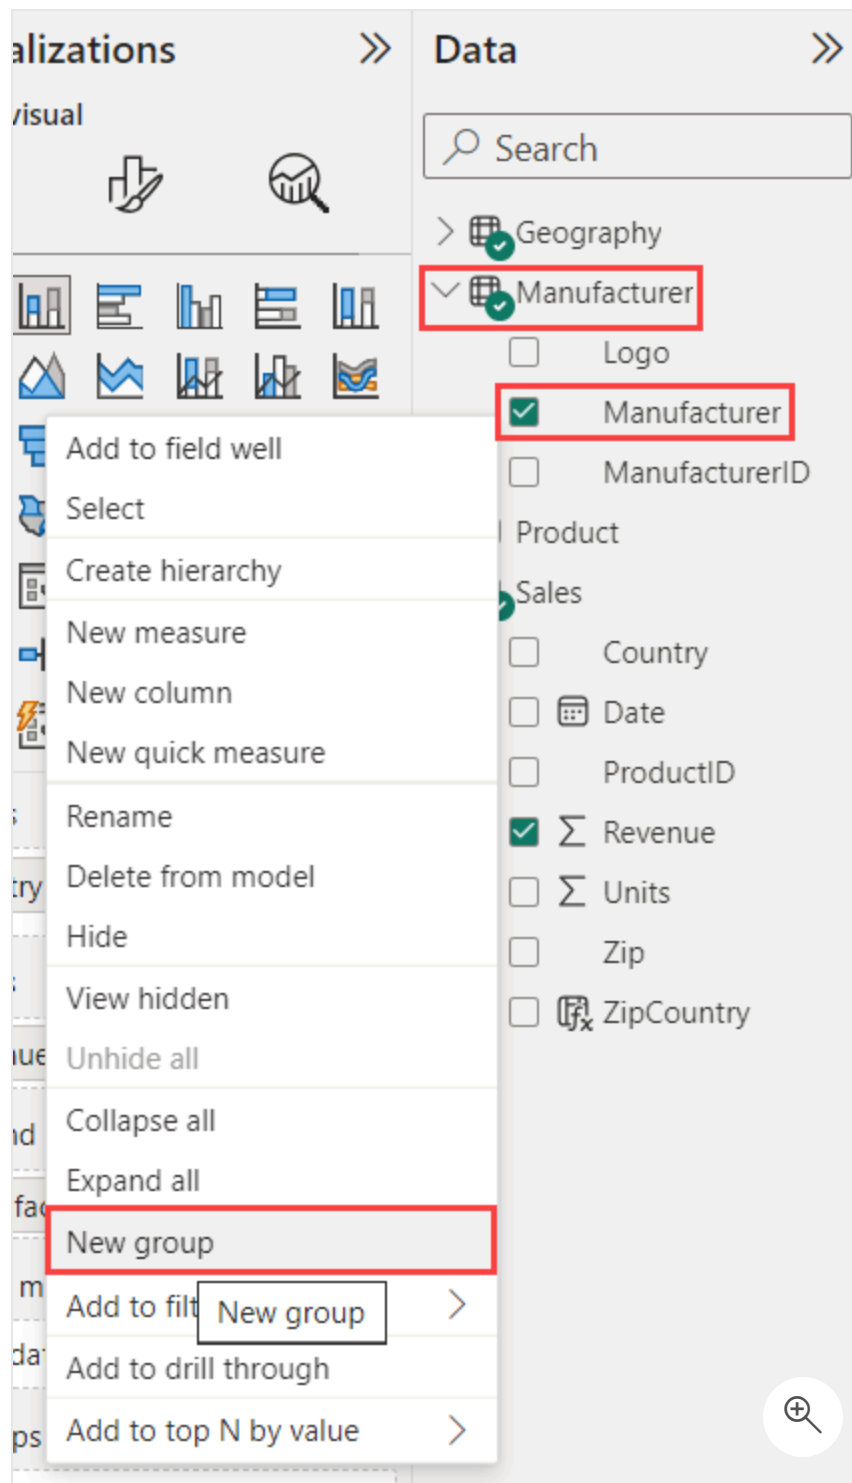 alizations
visual
Data
Search
Geography
Manufacturer
Logo
Manufacturer
ManufacturerID
Product
Sales
Country
Date
ProductID
Revenue
Units
Zip
ZipCountry
Add to field well
Select
Create hierarchy
New measure
New column
New quick measure
Rename
Delete from model
Hide
View hidden
Unhide all
Collapse all
Expand all
New group
Add to filt
New group
Add to drill through
Add to top N by value